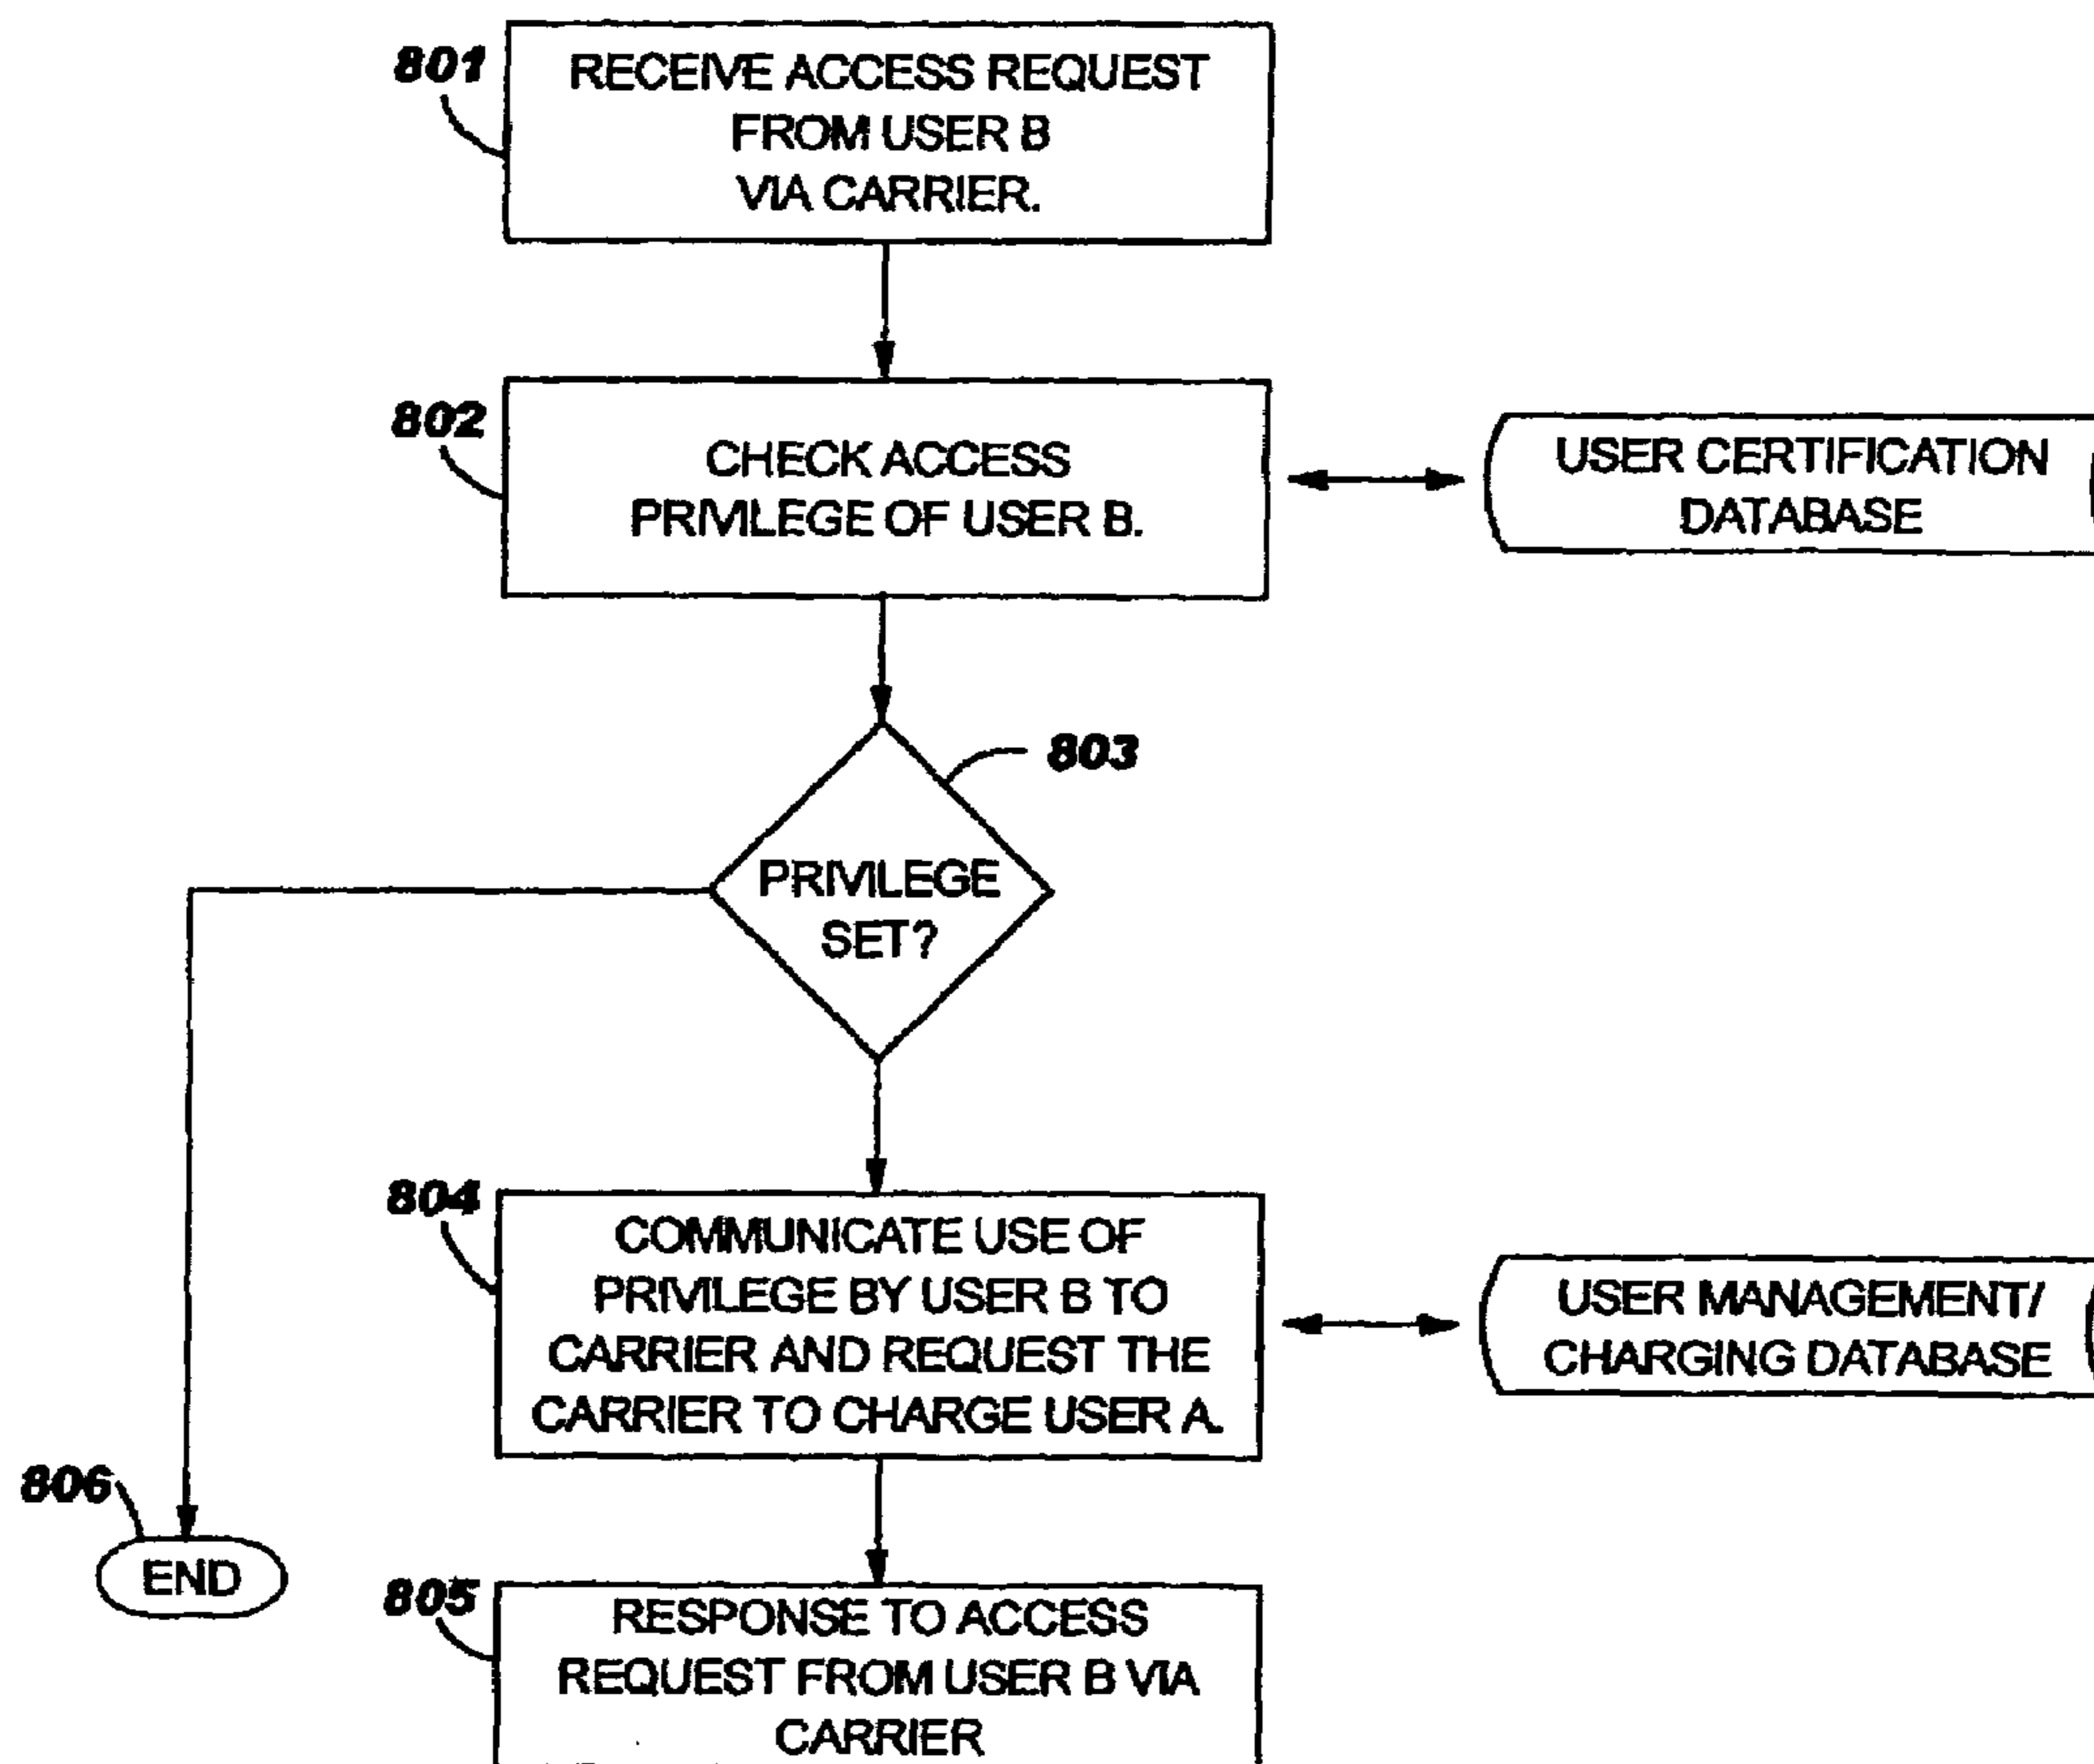 801
RECEIVE ACCESS REQUEST
FROM USER B
VIA CARRIER.
802
CHECK ACCESS
PRIVILEGE OF USER B.
USER CERTIFICATION
DATABASE
803
PRIVILEGE
SET?
804
COMMUNICATE USE OF
PRIVILEGE BY USER B TO
CARRIER AND REQUEST THE
CARRIER TO CHARGE USER A.
USER MANAGEMENT/
CHARGING DATABASE
806
END
805
RESPONSE TO ACCESS
REQUEST FROM USER B VIA
CARRIER